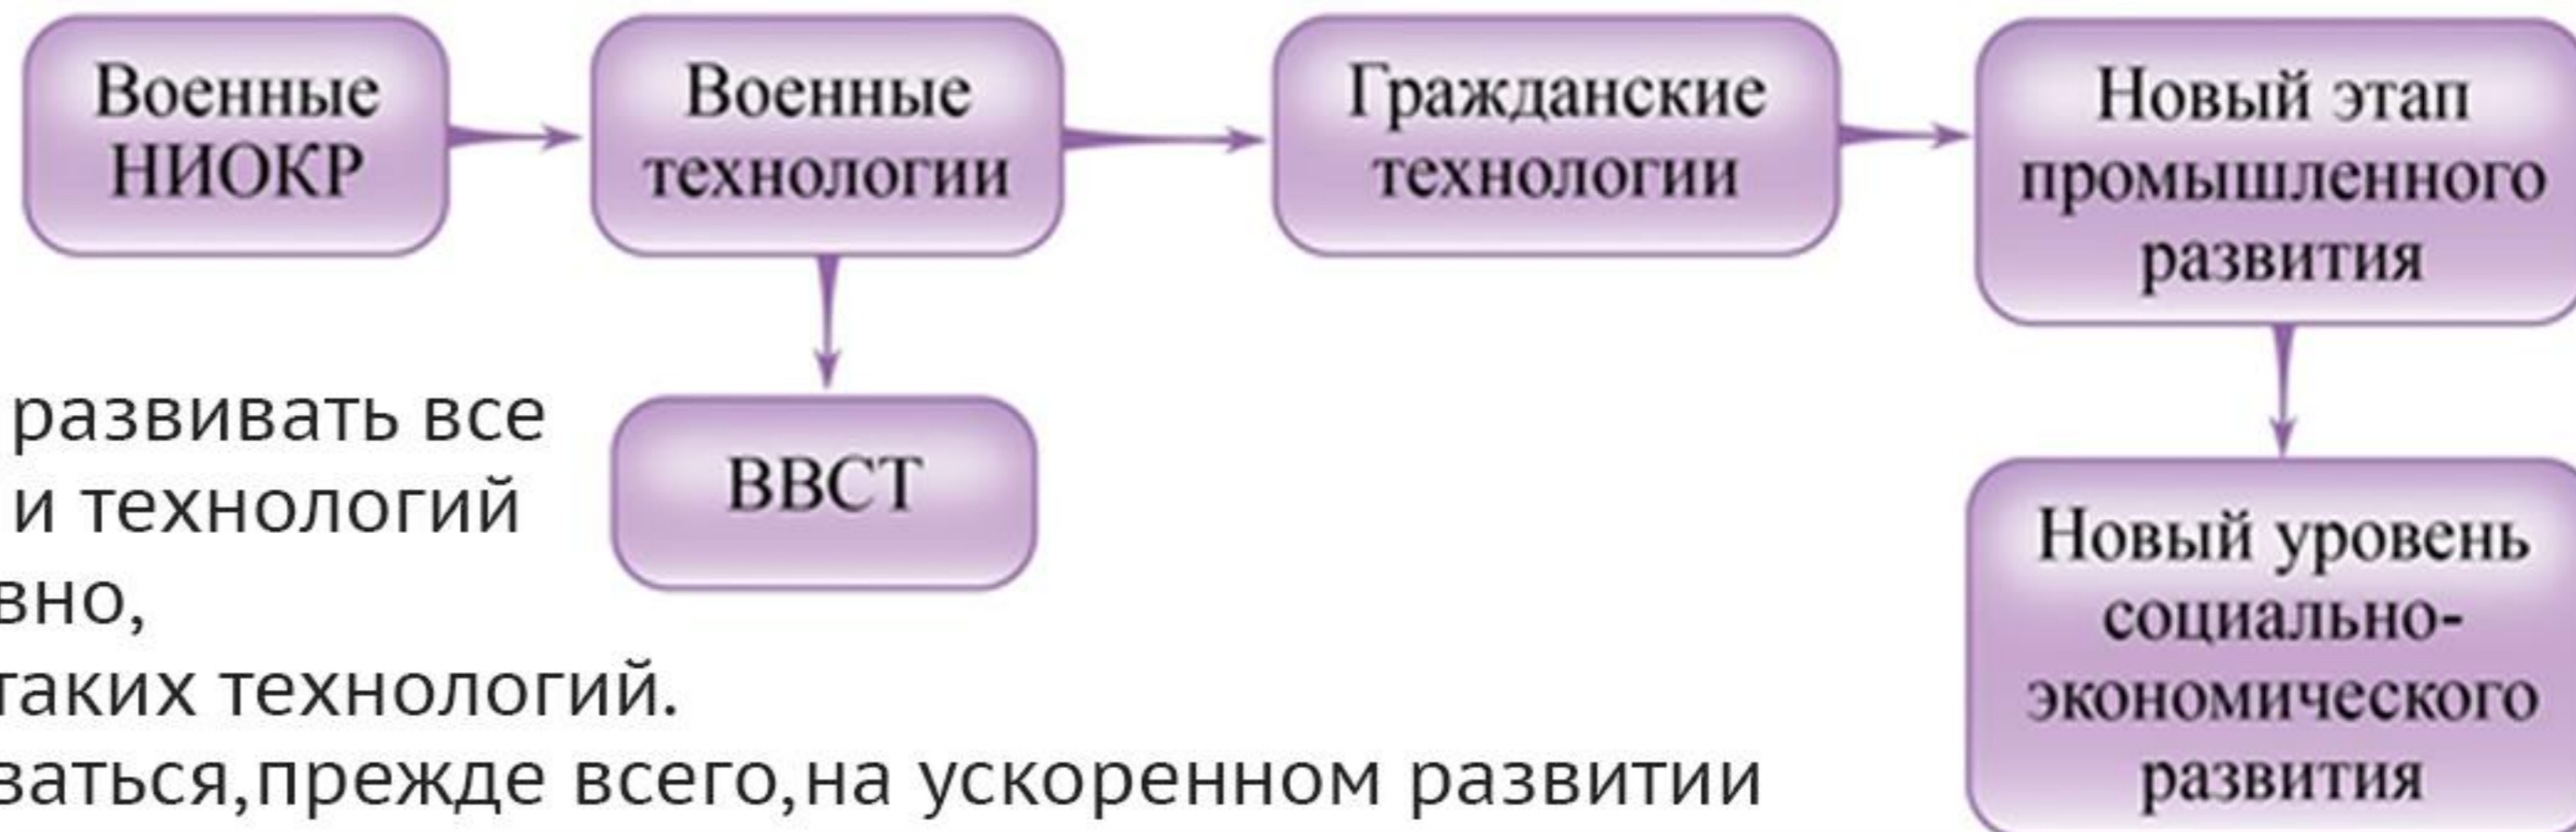 Военные
НИОКР
Военные
технологии
Гражданские
технологии
Новый этап
промышленного
развития
ВВСТ
Новый уровень
социально-
экономического
развития
развивать все
и технологий
вно,
таких технологий.
ваться,прежде всего,на ускоренном развитии